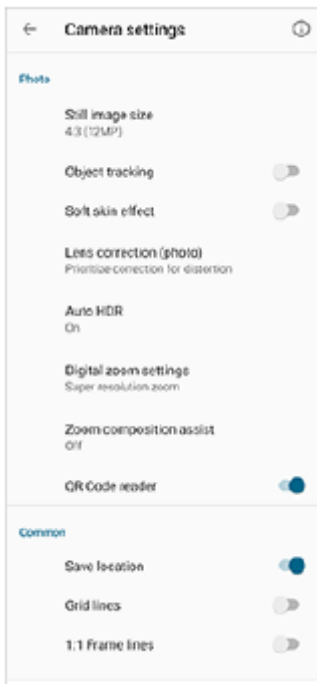 Camera settings
Photo
Still image size
4:3 (12MP)
Object tracking
Soft skin effect
Lens correction (photo)
Prioritize correction for distortion
Auto HDR
On
Digital zoom settings
Super resolution zoom
Zoom composition assist
Off
QR Code reader
Common
Save location
Grid lines
1:1 Frame lines